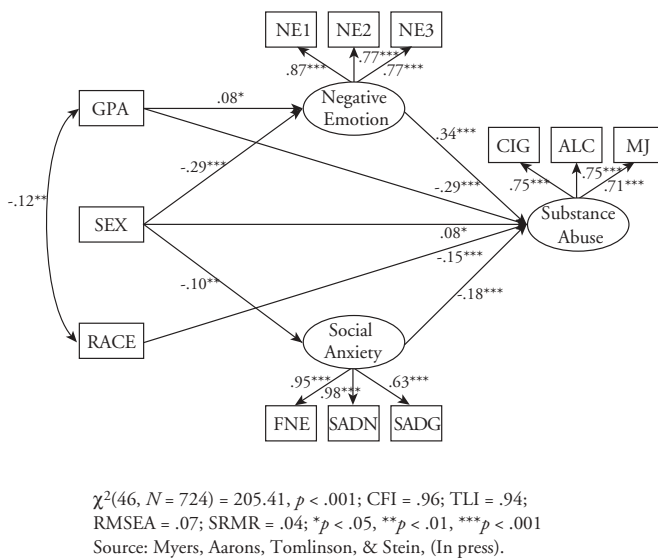 NE1 NE2 NE3
.87*** .77*** .77***
GPA
.08*
Negative
Emotion
.34***
CIG ALC MJ
-.29***
-.29***
.75*** .75*** .71***
-.12**
SEX
.08*
Substance
Abuse
-.15***
-.10**
-.18***
RACE
Social
Anxiety
.95*** .98*** .63***
FNE SADN SADG
χ²(46, N = 724) = 205.41, p < .001; CFI = .96; TLI = .94;
RMSEA = .07; SRMR = .04; *p < .05, **p < .01, ***p < .001
Source: Myers, Aarons, Tomlinson, & Stein, (In press).